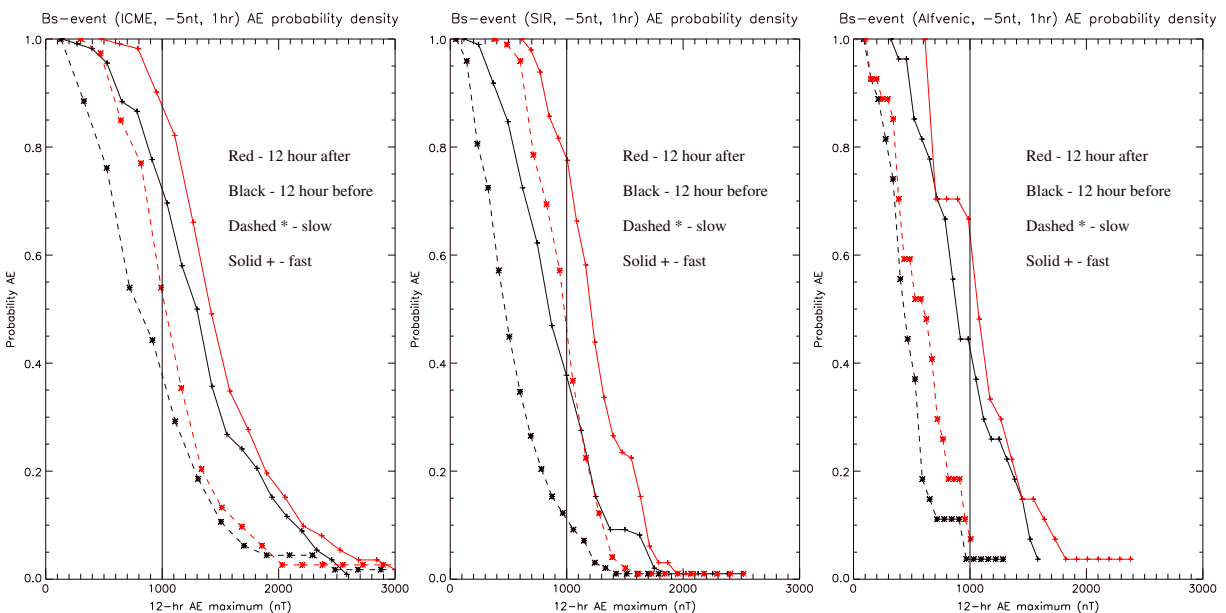 Bs-event (ICME, -5nt, 1hr) AE probability density
1.0
0.8
0.6
0.4
0.2
0.0
Probability AE
0
1000
2000
3000
12-hr AE maximum (nT)
Red - 12 hour after
Black - 12 hour before
Dashed * - slow
Solid + - fast
Bs-event (SIR, -5nt, 1hr) AE probability density
1.0
0.8
0.6
0.4
0.2
0.0
Probability AE
0
1000
2000
3000
12-hr AE maximum (nT)
Red - 12 hour after
Black - 12 hour before
Dashed * - slow
Solid + - fast
Bs-event (Alfvenic, -5nt, 1hr) AE probability density
1.0
0.8
0.6
0.4
0.2
0.0
Probability AE
0
1000
2000
3000
12-hr AE maximum (nT)
Red - 12 hour after
Black - 12 hour before
Dashed * - slow
Solid + - fast